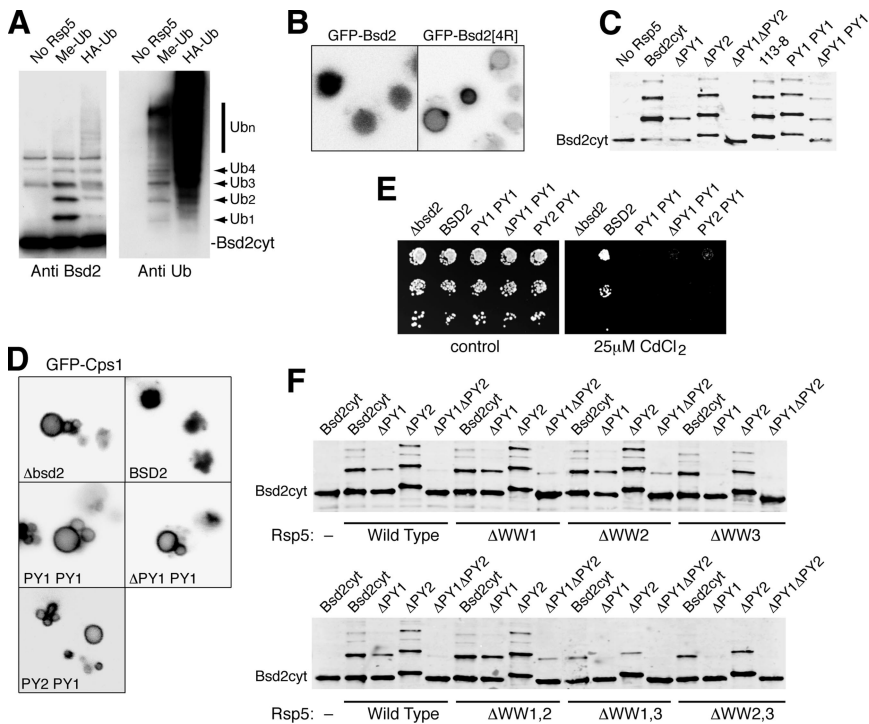 A
No Rsp5
Me-Ub
HA-Ub
No Rsp5
Me-Ub
HA-Ub
Ubn
Ub4
Ub3
Ub2
Ub1
-Bsd2cyt
Anti Bsd2
Anti Ub
B
GFP-Bsd2
GFP-Bsd2[4R]
C
No Rsp5
Bsd2cyt
ΔPY1
ΔPY2
ΔPY1ΔPY2
113-8
PY1 PY1
ΔPY1 PY1
Bsd2cyt
E
Δbsd2
BSD2
PY1 PY1
ΔPY1 PY1
PY2 PY1
Δbsd2
BSD2
PY1 PY1
ΔPY1 PY1
PY2 PY1
control
25μM CdCl2
D
GFP-Cps1
Δbsd2
BSD2
PY1 PY1
ΔPY1 PY1
PY2 PY1
F
Bsd2cyt
Bsd2cyt
ΔPY1
ΔPY2
ΔPY1ΔPY2
Bsd2cyt
ΔPY1
ΔPY2
ΔPY1ΔPY2
Bsd2cyt
ΔPY1
ΔPY2
ΔPY1ΔPY2
Bsd2cyt
ΔPY1
ΔPY2
ΔPY1ΔPY2
Bsd2cyt
Rsp5: – Wild Type ΔWW1 ΔWW2 ΔWW3
Bsd2cyt
Bsd2cyt
ΔPY1
ΔPY2
ΔPY1ΔPY2
Bsd2cyt
ΔPY1
ΔPY2
ΔPY1ΔPY2
Bsd2cyt
ΔPY1
ΔPY2
ΔPY1ΔPY2
Bsd2cyt
ΔPY1
ΔPY2
ΔPY1ΔPY2
Bsd2cyt
Rsp5: – Wild Type ΔWW1,2 ΔWW1,3 ΔWW2,3